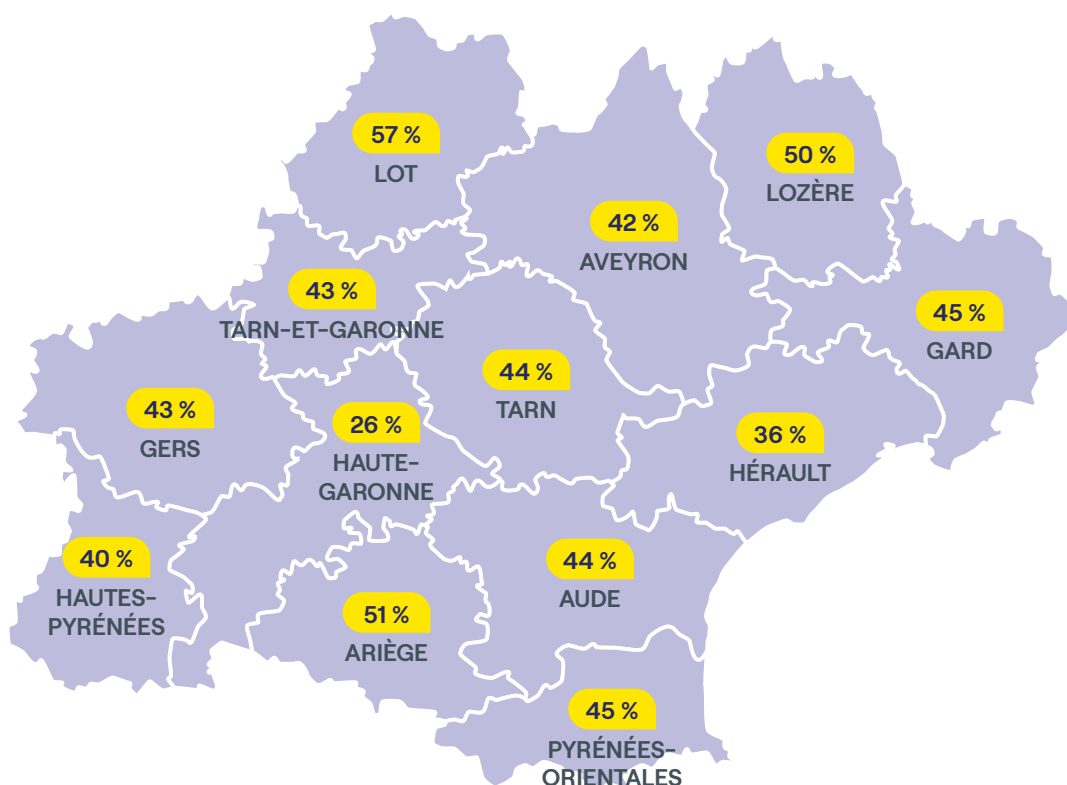 57 %
LOT
50 %
LOZÈRE
42 %
AVEYRON
43 %
TARN-ET-GARONNE
45 %
GARD
44 %
TARN
43 %
GERS
26 %
HAUTE-
GARONNE
36 %
HÉRAULT
40 %
HAUTES-
PYRÉNÉES
44 %
AUDE
51 %
ARIÈGE
45 %
PYRÉNÉES-
ORIENTALES